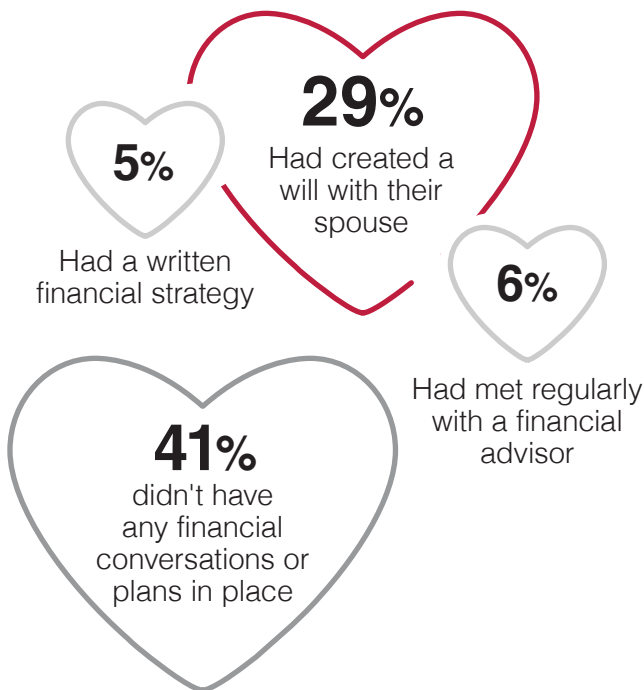 29%
Had created a
will with their
spouse
5%
Had a written
financial strategy
6%
Had met regularly
with a financial
advisor
41%
didn't have
any financial
conversations or
plans in place